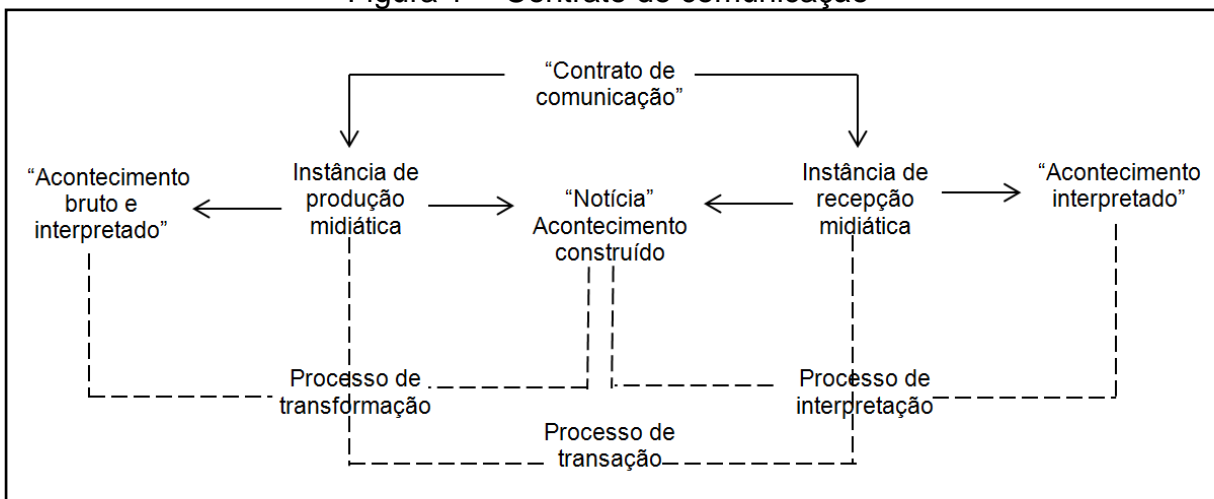 Figura 1 – Contrato de comunicação
“Contrato de
comunicação”
“Acontecimento
bruto e
interpretado”
Instância de
produção
midiática
“Notícia”
Acontecimento
construído
Instância de
recepção
midiática
“Acontecimento
interpretado”
Processo de
transformação
Processo de
interpretação
Processo de
transação